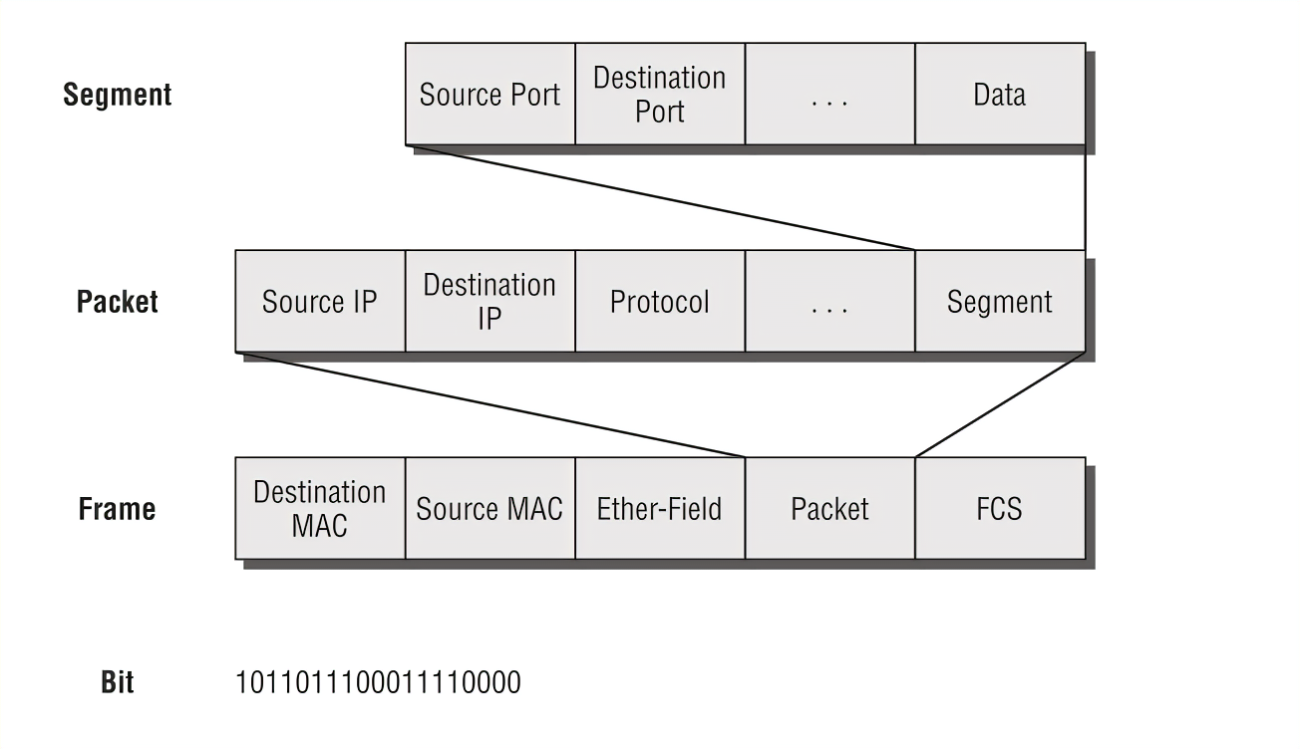 Segment
Source Port
Destination
Port
. . .
Data
Packet
Source IP
Destination
IP
Protocol
. . .
Segment
Frame
Destination
MAC
Source MAC
Ether-Field
Packet
FCS
Bit
1011011100011110000